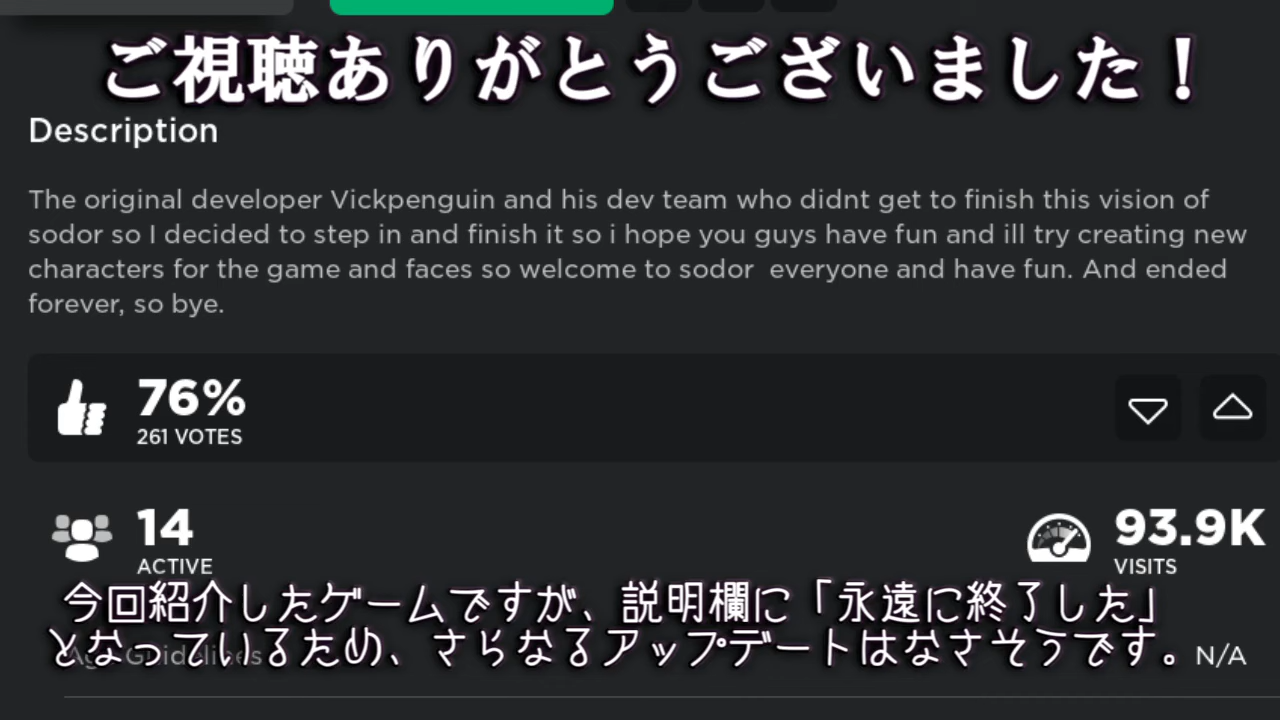 ご視聴ありがとうございました！
Description
The original developer Vickpenguin and his dev team who didnt get to finish this vision of
sodor so I decided to step in and finish it so i hope you guys have fun and ill try creating new
characters for the game and faces so welcome to sodor  everyone and have fun. And ended
forever, so bye.
76%
261 VOTES
14
ACTIVE
93.9K
VISITS
今回紹介したゲームですが、説明欄に「永遠に終了した」
となっているため、さらなるアップデートはなさそうです。
Age Guidelines
N/A